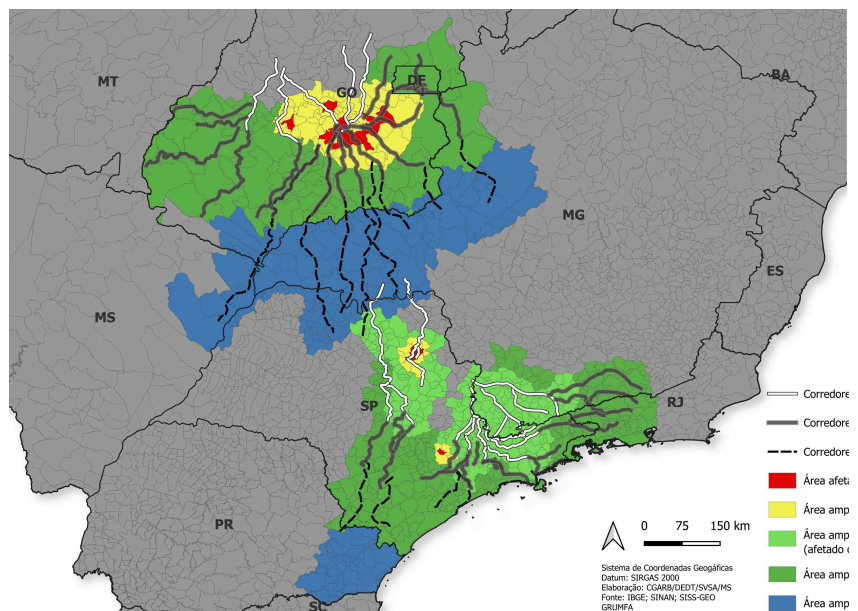 MT
BA
GO
DF
MG
ES
MS
SP
RJ
PR
SC
Corredore
Corredore
Corredore
Área afeta
Área amp
Área amp
(afetado o
Área amp
Área amp
0 75 150 km
Sistema de Coordenadas Geográficas
Datum: SIRGAS 2000
Elaboração: CGARB/DEDT/SVSA/MS
Fonte: IBGE; SINAN; SISS-GEO
GRUMFA